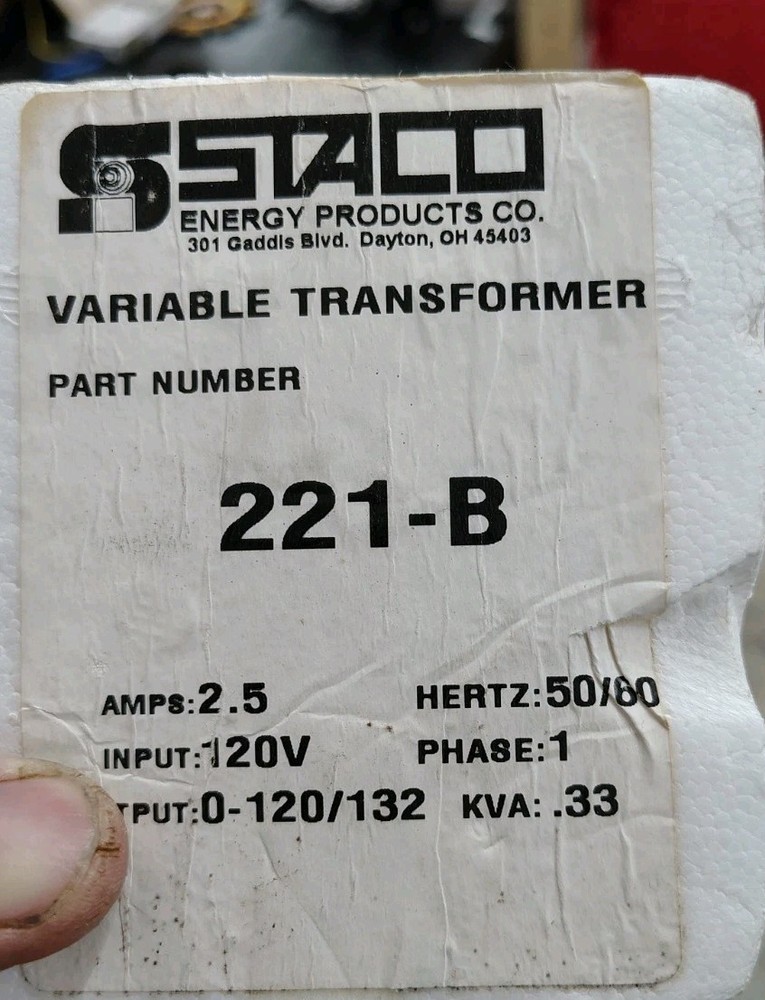 STACO
ENERGY PRODUCTS CO.
301 Gaddis Blvd. Dayton, OH 45403
VARIABLE TRANSFORMER
PART NUMBER
221-B
AMPS:2.5 HERTZ:50/60
INPUT:120V PHASE:1
TPUT:0-120/132 KVA: .33